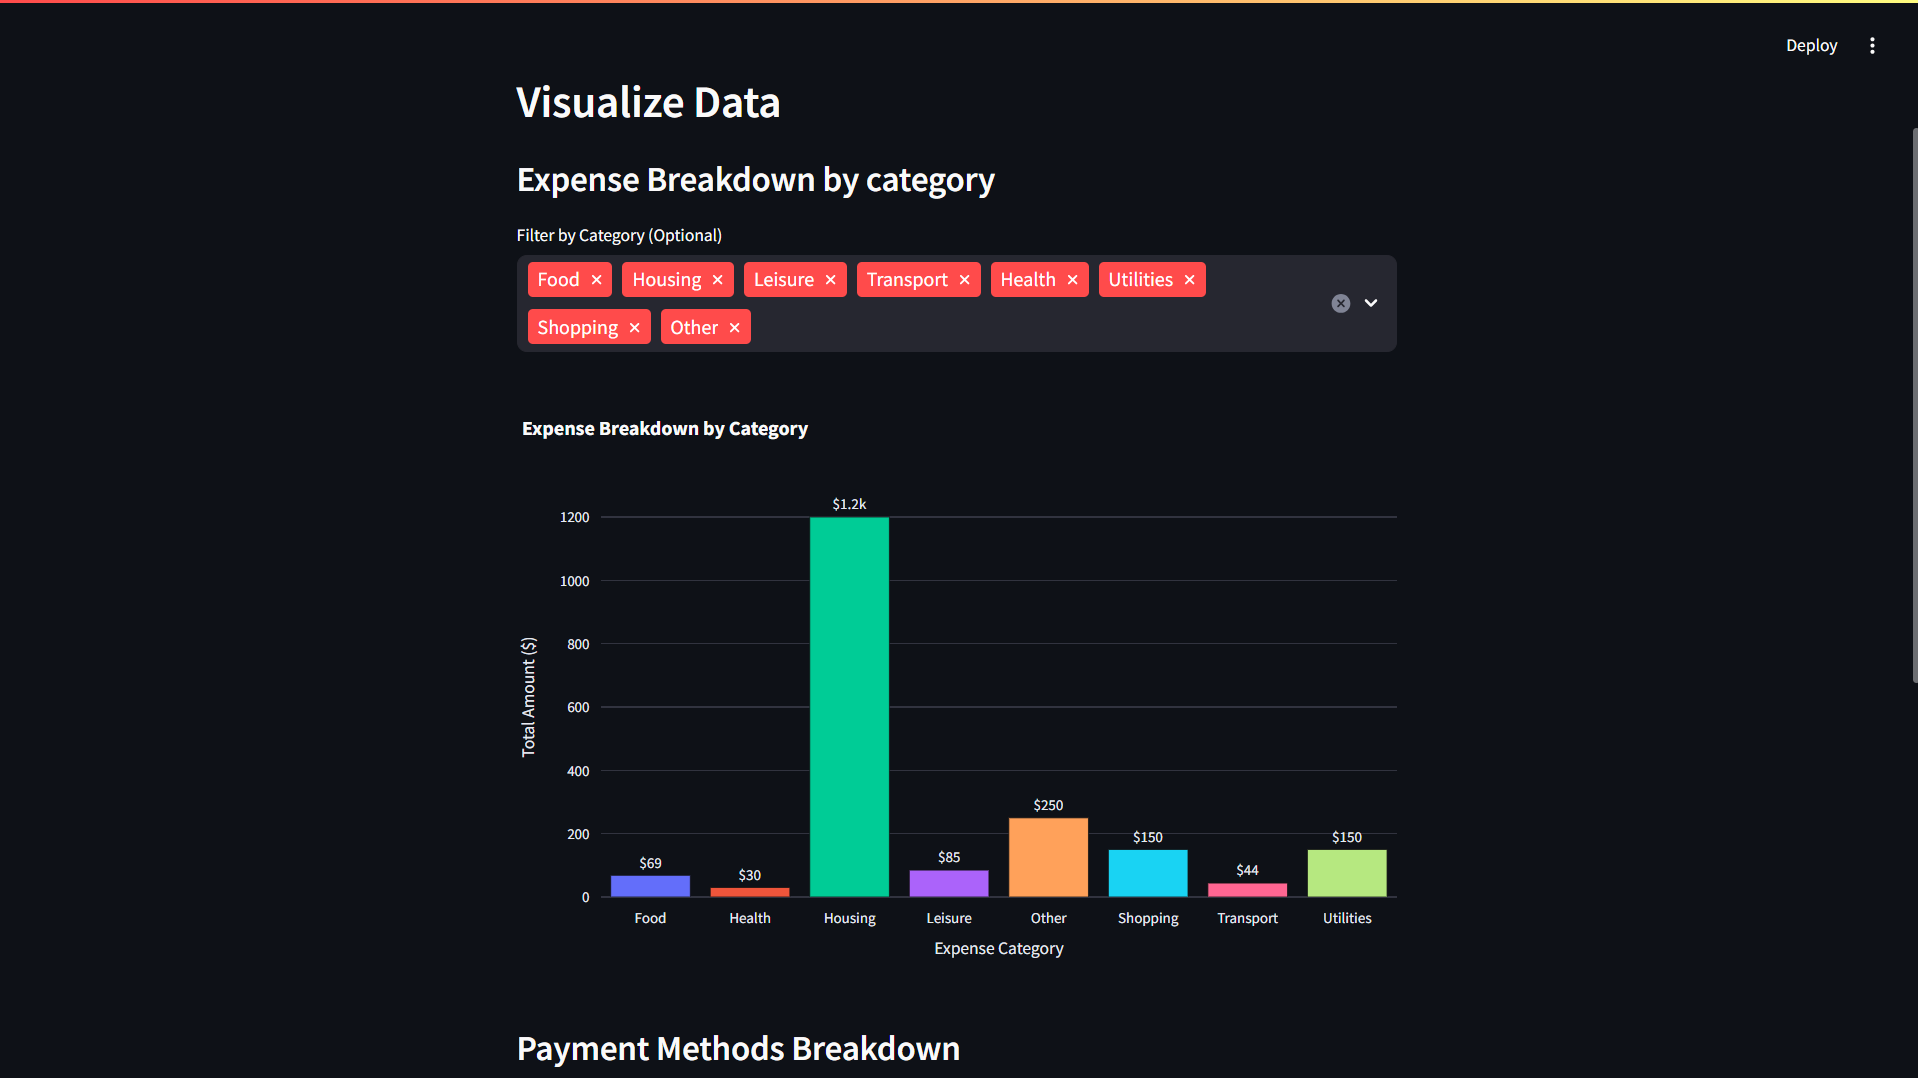 Deploy
Visualize Data
Expense Breakdown by category
Filter by Category (Optional)
Food Housing Leisure Transport Health Utilities
Shopping Other
Expense Breakdown by Category
$1.2k
1200
1000
800
600
400
200
0
Total Amount ($)
$69
$30
$85
$250
$150
$44
$150
Food Health Housing Leisure Other Shopping Transport Utilities
Expense Category
Payment Methods Breakdown